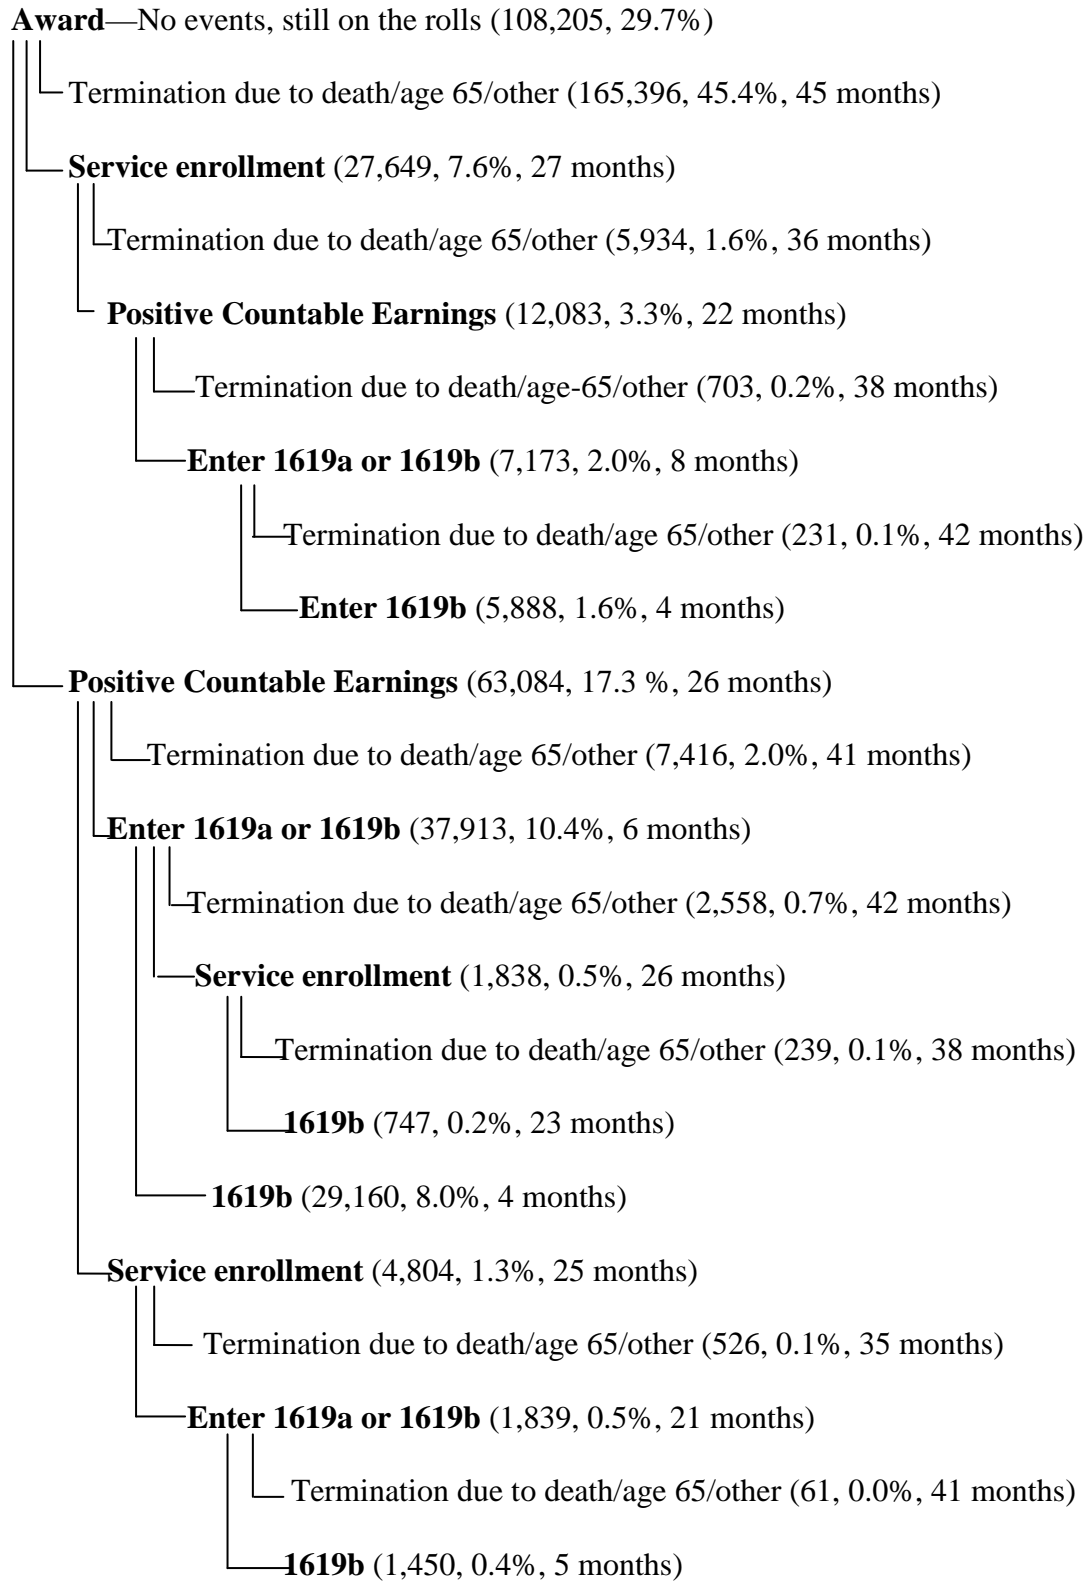 Award—No events, still on the rolls (108,205, 29.7%)
Termination due to death/age 65/other (165,396, 45.4%, 45 months)
Service enrollment (27,649, 7.6%, 27 months)
Termination due to death/age 65/other (5,934, 1.6%, 36 months)
Positive Countable Earnings (12,083, 3.3%, 22 months)
Termination due to death/age-65/other (703, 0.2%, 38 months)
Enter 1619a or 1619b (7,173, 2.0%, 8 months)
Termination due to death/age 65/other (231, 0.1%, 42 months)
Enter 1619b (5,888, 1.6%, 4 months)
Positive Countable Earnings (63,084, 17.3 %, 26 months)
Termination due to death/age 65/other (7,416, 2.0%, 41 months)
Enter 1619a or 1619b (37,913, 10.4%, 6 months)
Termination due to death/age 65/other (2,558, 0.7%, 42 months)
Service enrollment (1,838, 0.5%, 26 months)
Termination due to death/age 65/other (239, 0.1%, 38 months)
1619b (747, 0.2%, 23 months)
1619b (29,160, 8.0%, 4 months)
Service enrollment (4,804, 1.3%, 25 months)
Termination due to death/age 65/other (526, 0.1%, 35 months)
Enter 1619a or 1619b (1,839, 0.5%, 21 months)
Termination due to death/age 65/other (61, 0.0%, 41 months)
1619b (1,450, 0.4%, 5 months)